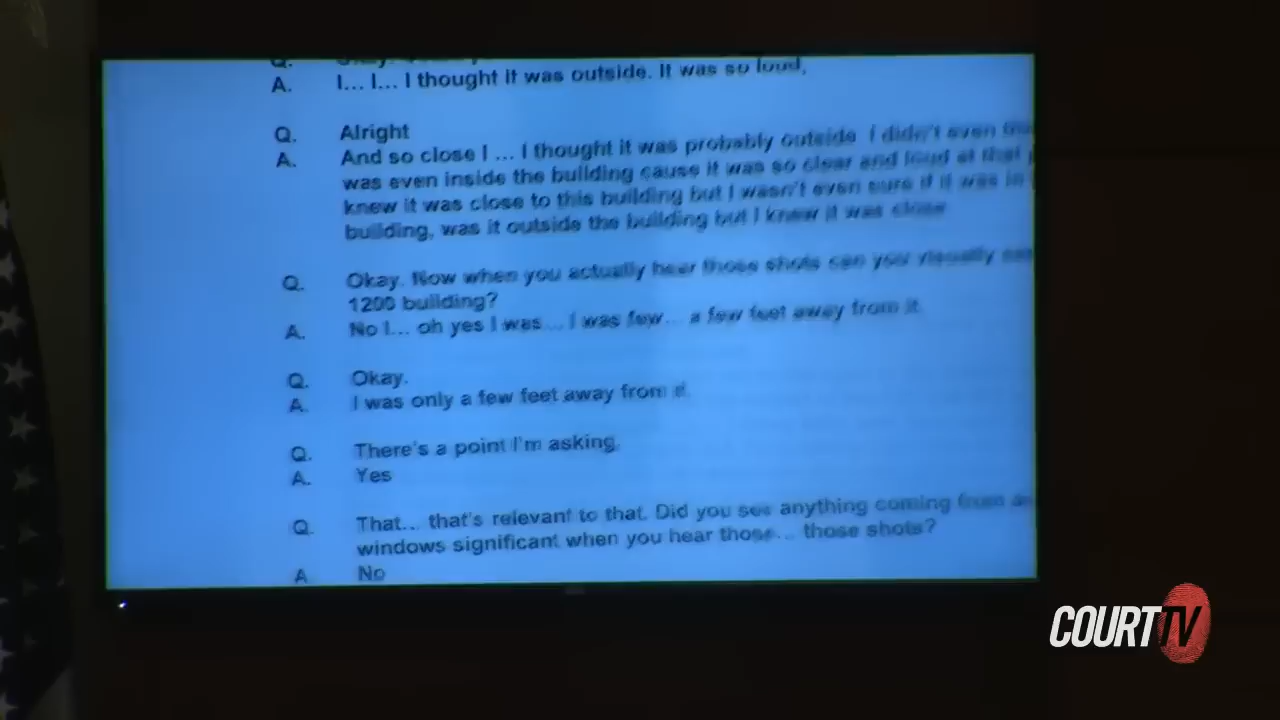 Q.
A. I... I... I thought it was outside. It was so loud,
Q. Alright
A. And so close I ... I thought it was probably outside I didn't even
was even inside the building cause it was so clear and loud at that
knew it was close to this building but I wasn't even sure if it was in
building, was it outside the building but I knew it was close
Q. Okay. Now when you actually hear those shots can you visually
1200 building?
A. No I... oh yes I was... I was few... a few feet away from it.
Q. Okay.
A. I was only a few feet away from it.
Q. There's a point I'm asking.
A. Yes
Q. That... that's relevant to that. Did you see anything coming from
windows significant when you hear those... those shots?
A No
COURT TV